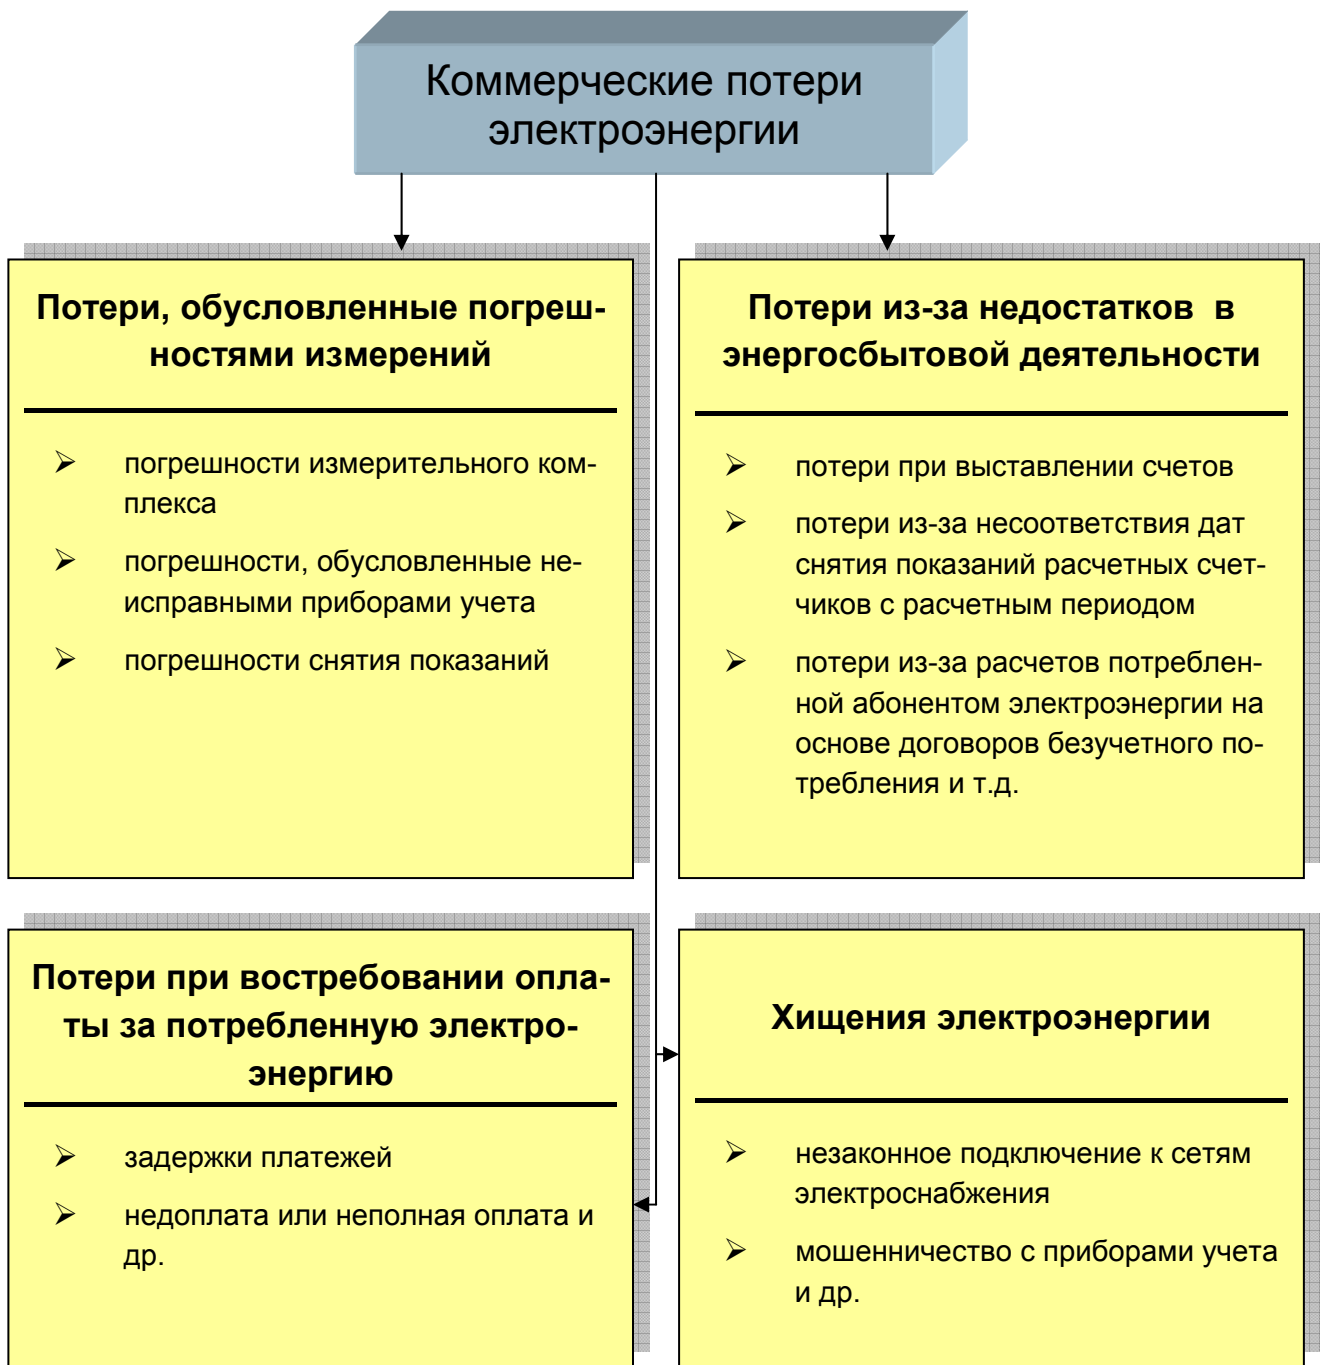 Коммерческие потери
электроэнергии
Потери, обусловленные погреш-
ностями измерений
➢ погрешности измерительного ком-
плекса
➢ погрешности, обусловленные не-
исправными приборами учета
➢ погрешности снятия показаний
Потери из-за недостатков в
энергосбытовой деятельности
➢ потери при выставлении счетов
➢ потери из-за несоответствия дат
снятия показаний расчетных счет-
чиков с расчетным периодом
➢ потери из-за расчетов потреблен-
ной абонентом электроэнергии на
основе договоров безучетного по-
требления и т.д.
Потери при востребовании опла-
ты за потребленную электро-
энергию
➢ задержки платежей
➢ недоплата или неполная оплата и
др.
Хищения электроэнергии
➢ незаконное подключение к сетям
электроснабжения
➢ мошенничество с приборами учета
и др.